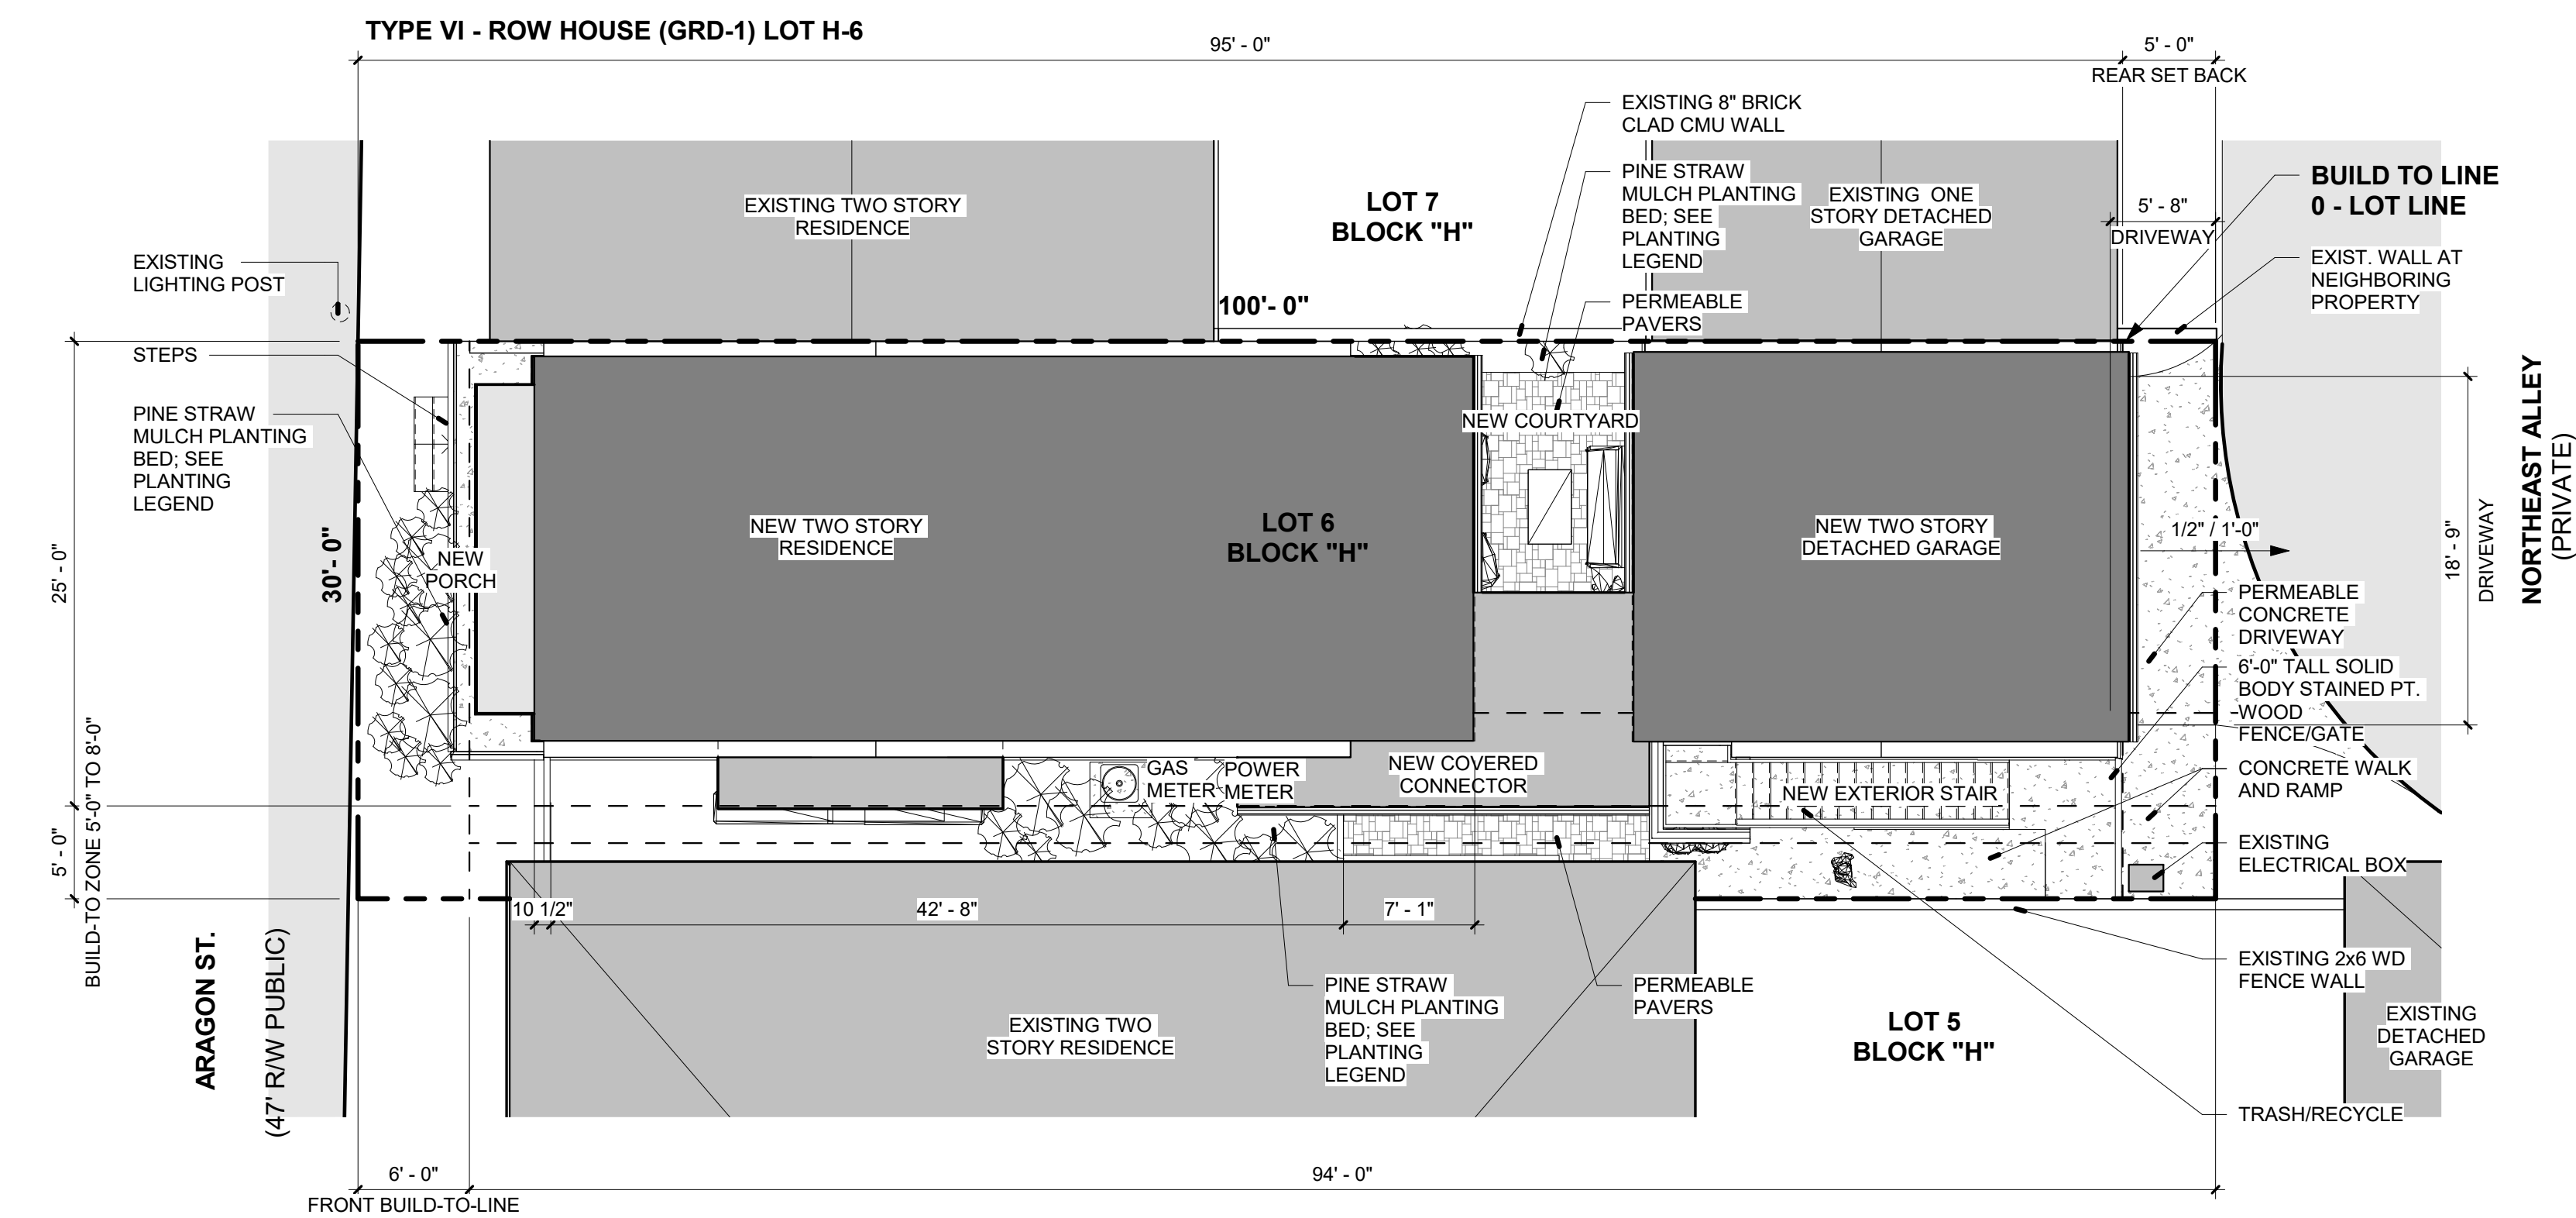 TYPE VI - ROW HOUSE (GRD-1) LOT H-6
95' - 0"
5' - 0"
REAR SET BACK
EXISTING 8" BRICK
CLAD CMU WALL
PINE STRAW
MULCH PLANTING
BED; SEE
PLANTING
LEGEND
PERMEABLE
PAVERS
EXISTING TWO STORY
RESIDENCE
LOT 7
BLOCK "H"
EXISTING ONE
STORY DETACHED
GARAGE
5' - 8"
DRIVEWAY
BUILD TO LINE
0 - LOT LINE
EXIST. WALL AT
NEIGHBORING
PROPERTY
EXISTING
LIGHTING POST
100'- 0"
STEPS
PINE STRAW
MULCH PLANTING
BED; SEE
PLANTING
LEGEND
30'- 0"
25' - 0"
5' - 0"
BUILD-TO ZONE 5'-0" TO 8'-0"
NEW
PORCH
NEW TWO STORY
RESIDENCE
LOT 6
BLOCK "H"
NEW COURTYARD
NEW TWO STORY
DETACHED GARAGE
1/2" / 1'-0"
18' - 9"
DRIVEWAY
NORTHEAST ALLEY
(PRIVATE)
PERMEABLE
CONCRETE
DRIVEWAY
6'-0" TALL SOLID
BODY STAINED PT.
WOOD
FENCE/GATE
CONCRETE WALK
AND RAMP
EXISTING
ELECTRICAL BOX
GAS
METER
POWER
METER
NEW COVERED
CONNECTOR
NEW EXTERIOR STAIR
10 1/2"
42' - 8"
7' - 1"
ARAGON ST.
(47' R/W PUBLIC)
EXISTING TWO
STORY RESIDENCE
PINE STRAW
MULCH PLANTING
BED; SEE
PLANTING
LEGEND
PERMEABLE
PAVERS
LOT 5
BLOCK "H"
EXISTING 2x6 WD
FENCE WALL
EXISTING
DETACHED
GARAGE
TRASH/RECYCLE
6' - 0"
94' - 0"
FRONT BUILD-TO-LINE